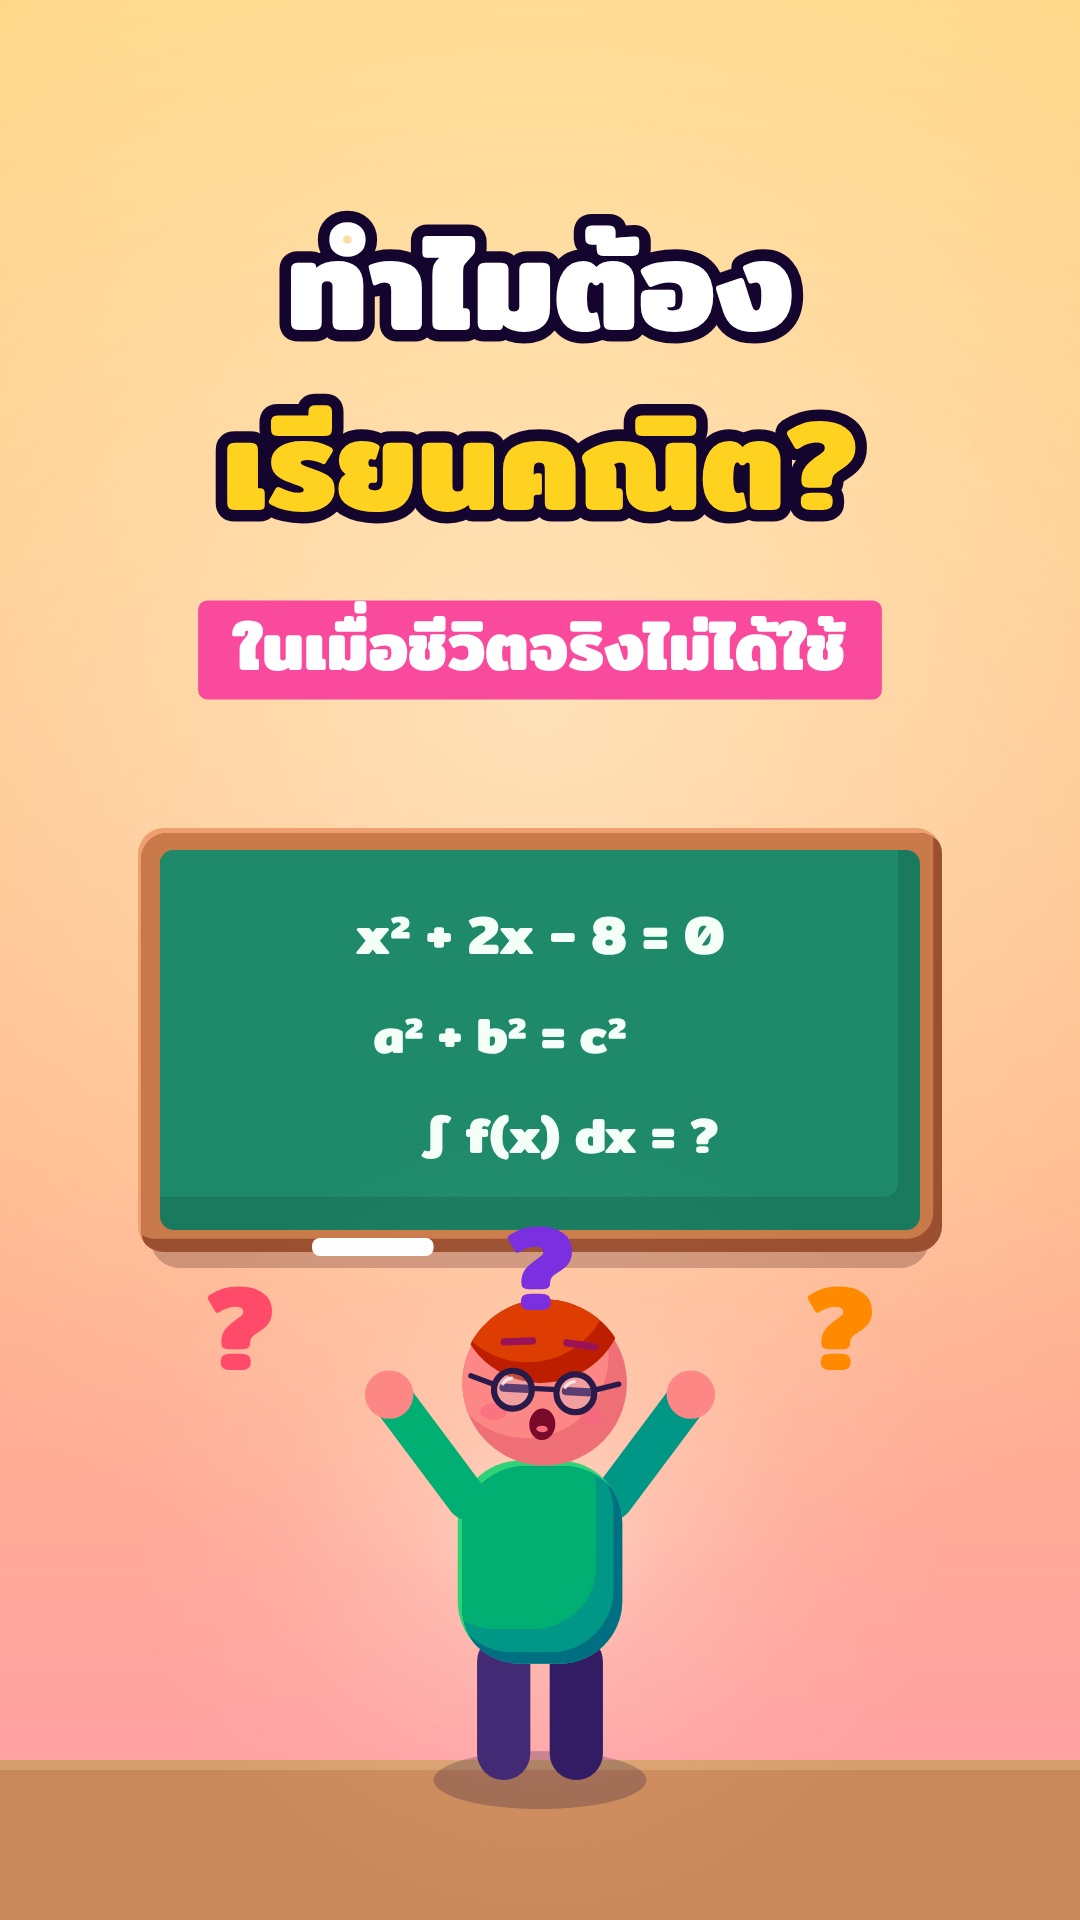 ทำไมต้อง
เรียนคณิต?
ในเมื่อชีวิตจริงไม่ได้ใช้
x² + 2x − 8 = 0
a² + b² = c²
∫ f(x) dx = ?
?
? ?